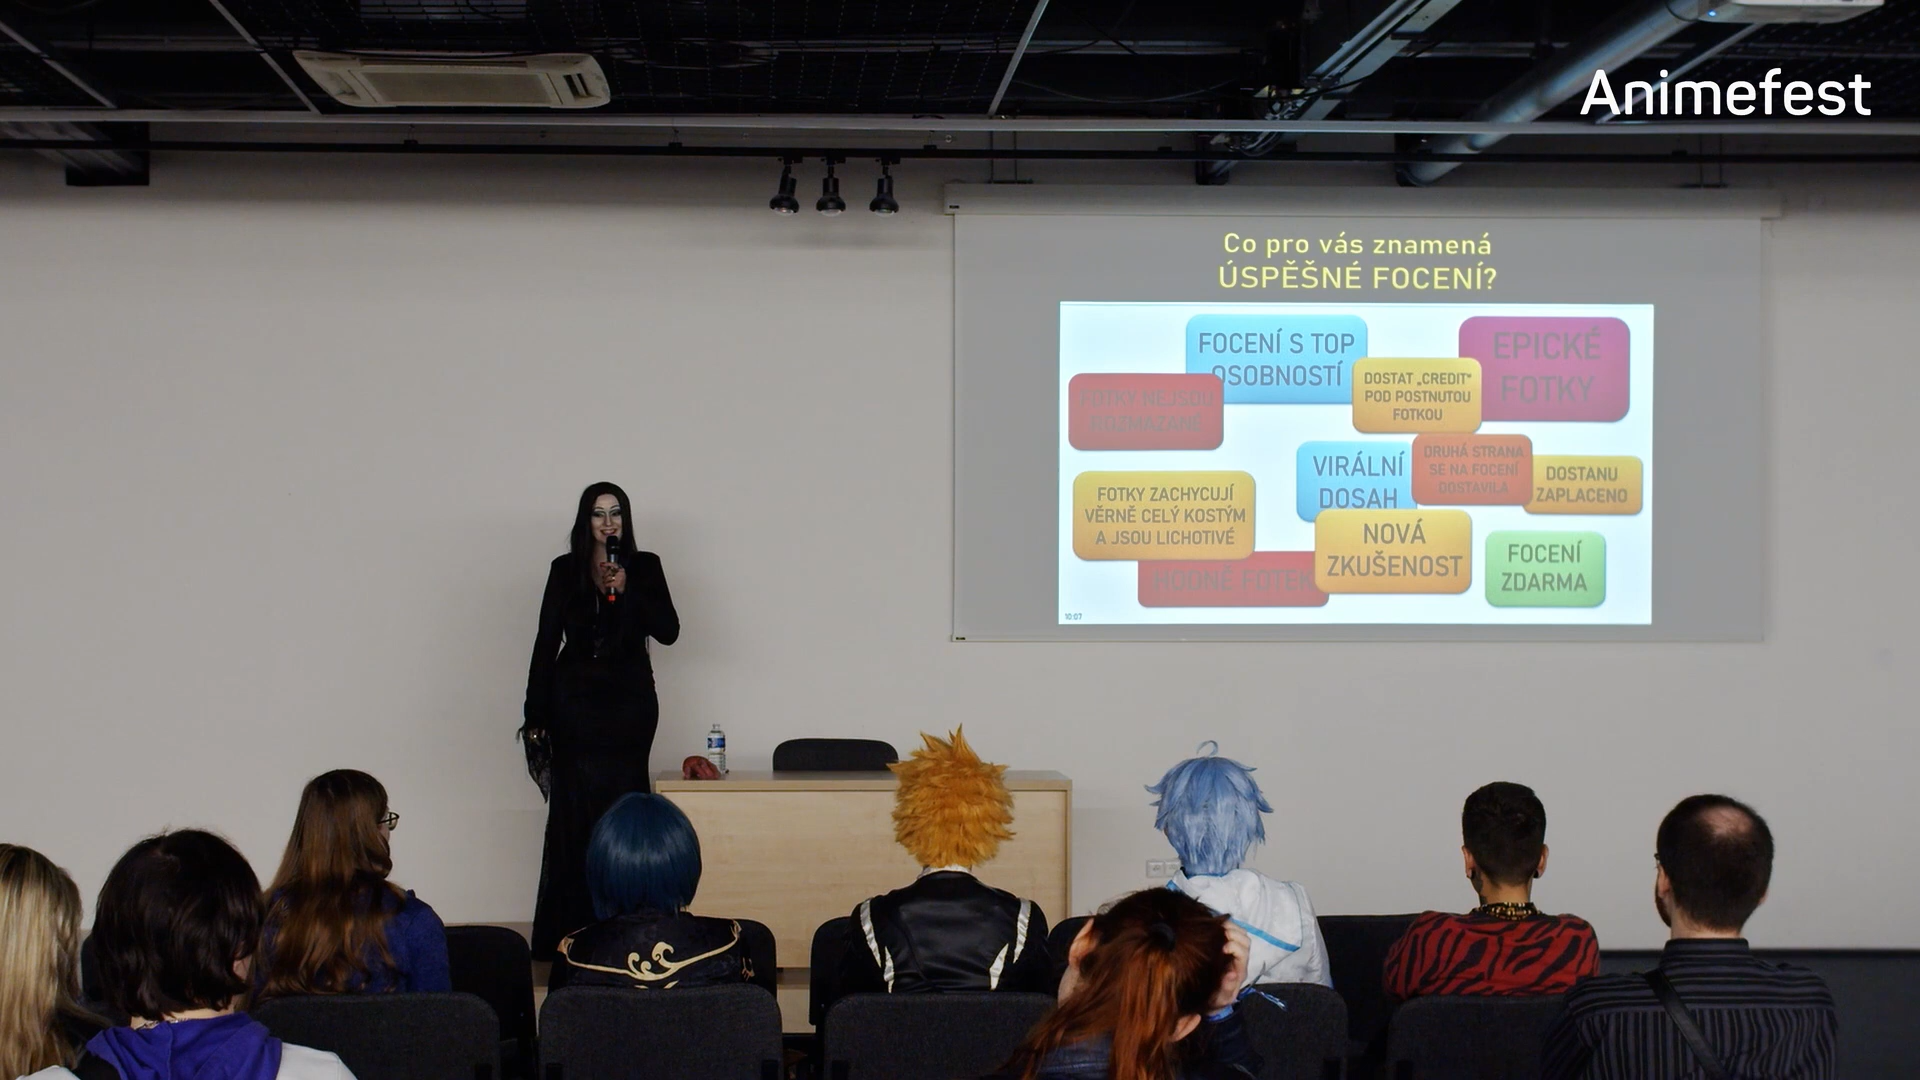 Animefest
Co pro vás znamená
ÚSPĚŠNÉ FOCENÍ?
FOCENÍ S TOP
OSOBNOSTÍ
EPICKÉ
FOTKY
DOSTAT „CREDIT“
POD POSTNUTOU
FOTKOU
FOTKY NEJSOU
ROZMAZANÉ
VIRÁLNÍ
DOSAH
DRUHÁ STRANA
SE NA FOCENÍ
DOSTAVILA
DOSTANU
ZAPLACENO
FOTKY ZACHYCUJÍ
VĚRNĚ CELÝ KOSTÝM
A JSOU LICHOTIVÉ
NOVÁ
ZKUŠENOST
FOCENÍ
ZDARMA
HODNĚ FOTEK
10:07